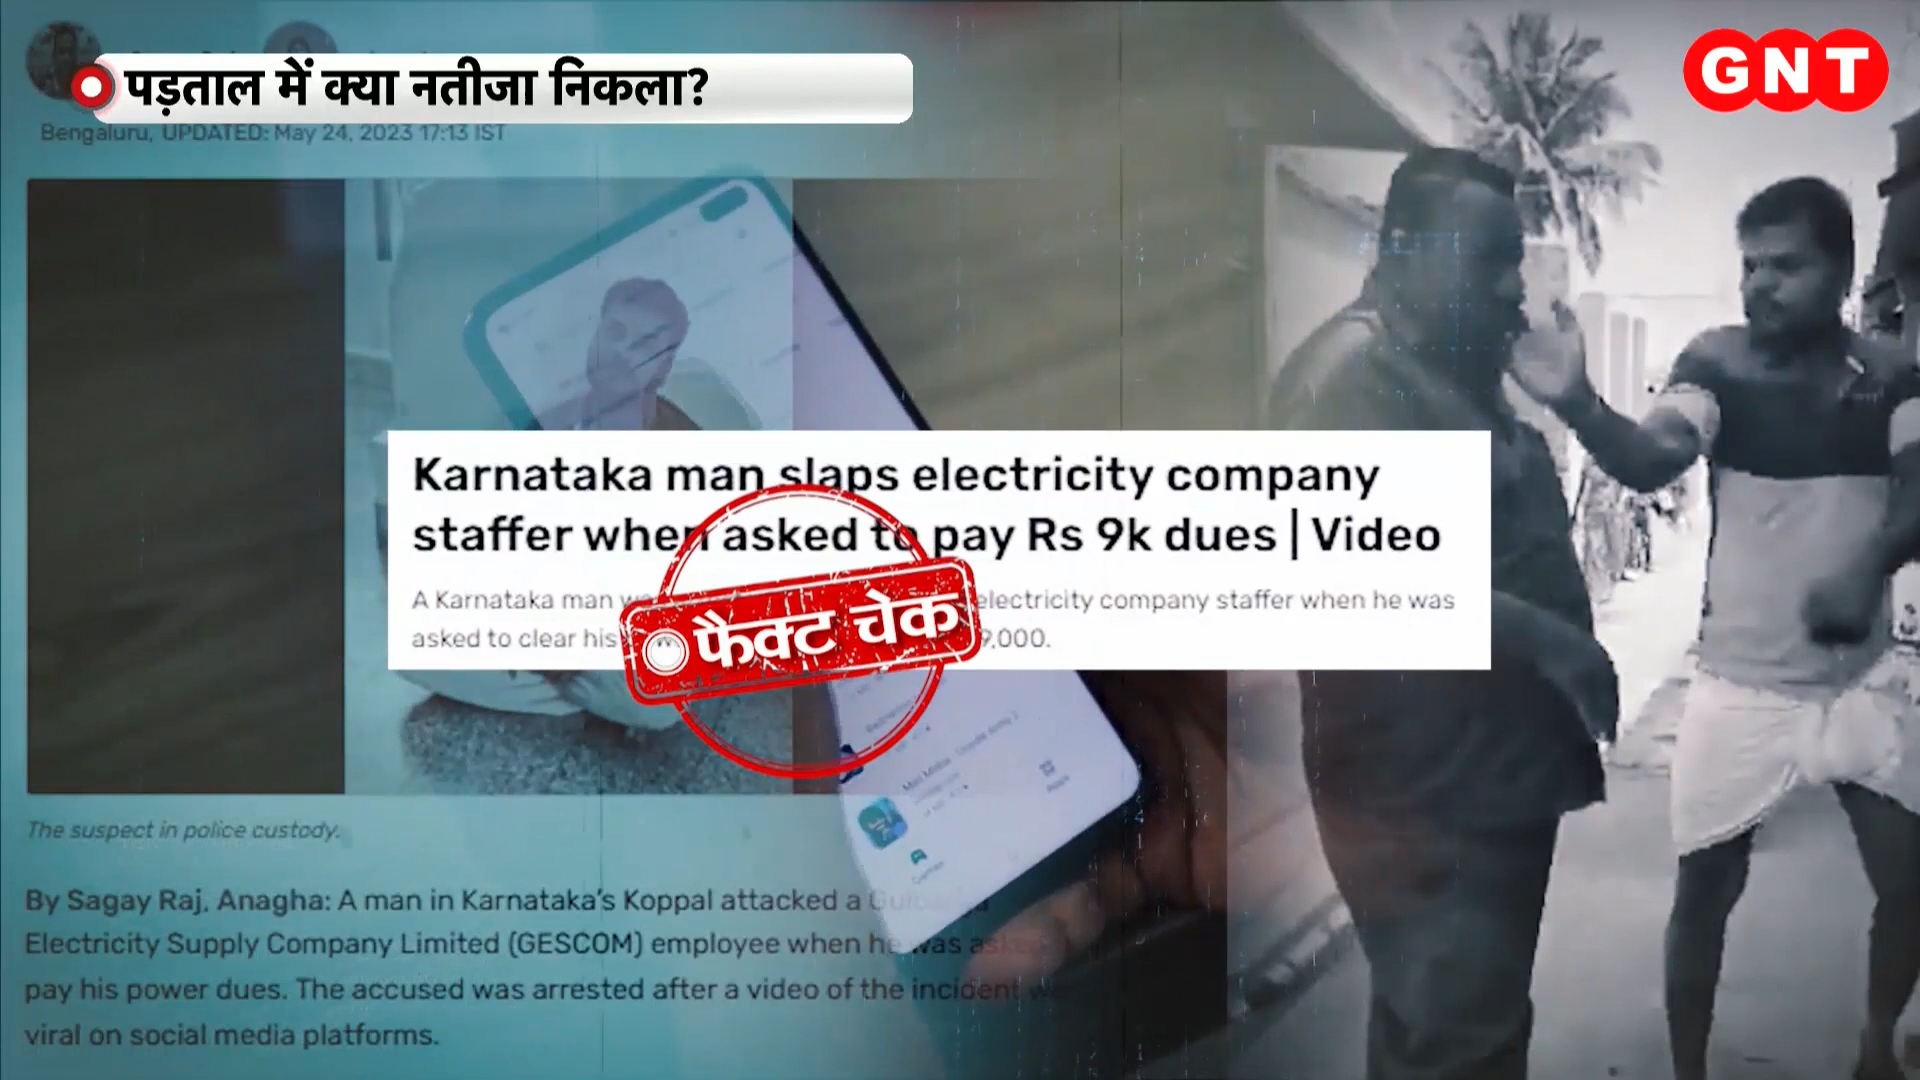 पड़ताल में क्या नतीजा निकला?
GNT
Bengaluru, UPDATED: May 24, 2023 17:13 IST
Karnataka man slaps electricity company
staffer when asked to pay Rs 9k dues | Video
A Karnataka man electricity company staffer when he was
asked to clear his 9,000.
फैक्ट चेक
The suspect in police custody.
By Sagay Raj, Anagha: A man in Karnataka's Koppal attacked a
Electricity Supply Company Limited (GESCOM) employee when he was asked
pay his power dues. The accused was arrested after a video of the incident
viral on social media platforms.